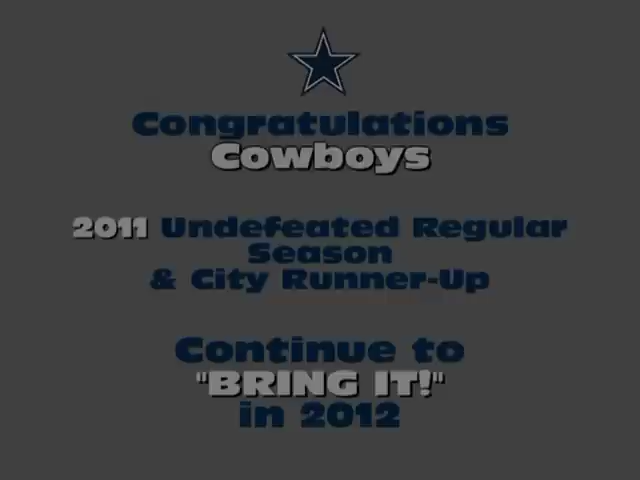 Congratulations
Cowboys
2011 Undefeated Regular
Season
& City Runner-Up
Continue to
"BRING IT!"
in 2012